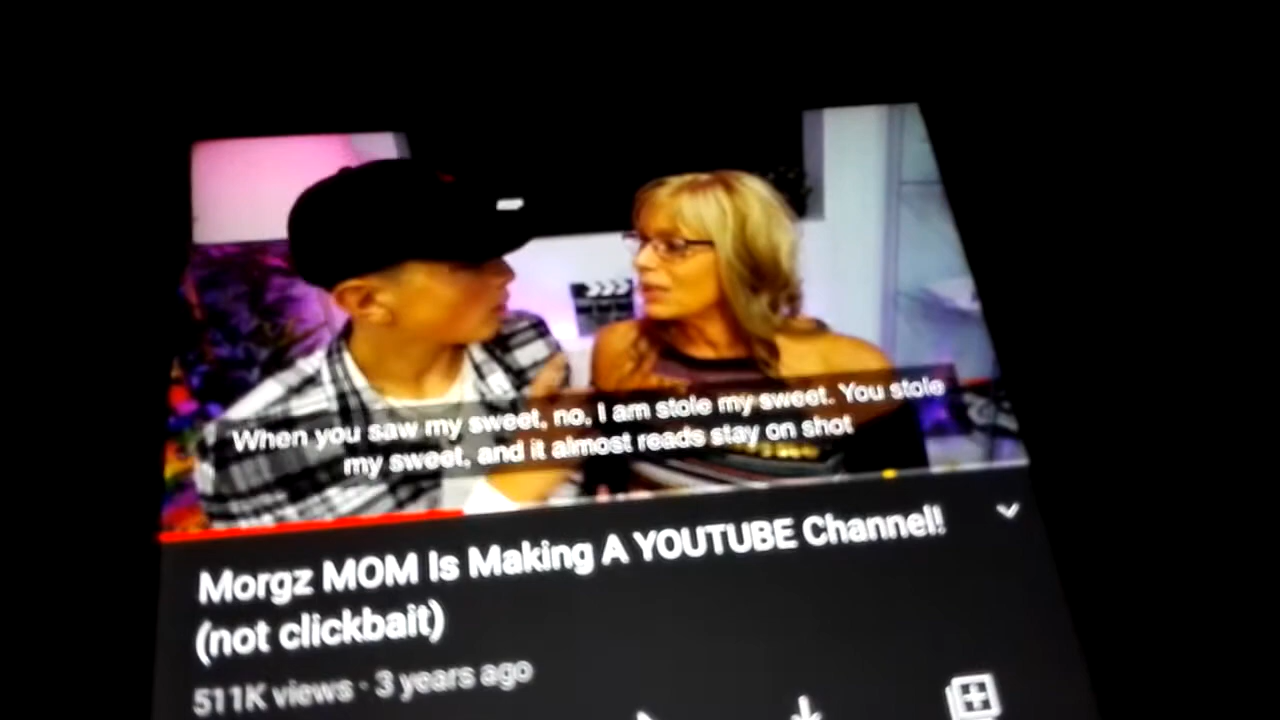 When you saw my sweet, no, I am stole my sweet. You stole
my sweet, and it almost reads stay on shot
Morgz MOM Is Making A YOUTUBE Channel!
(not clickbait)
511K views · 3 years ago